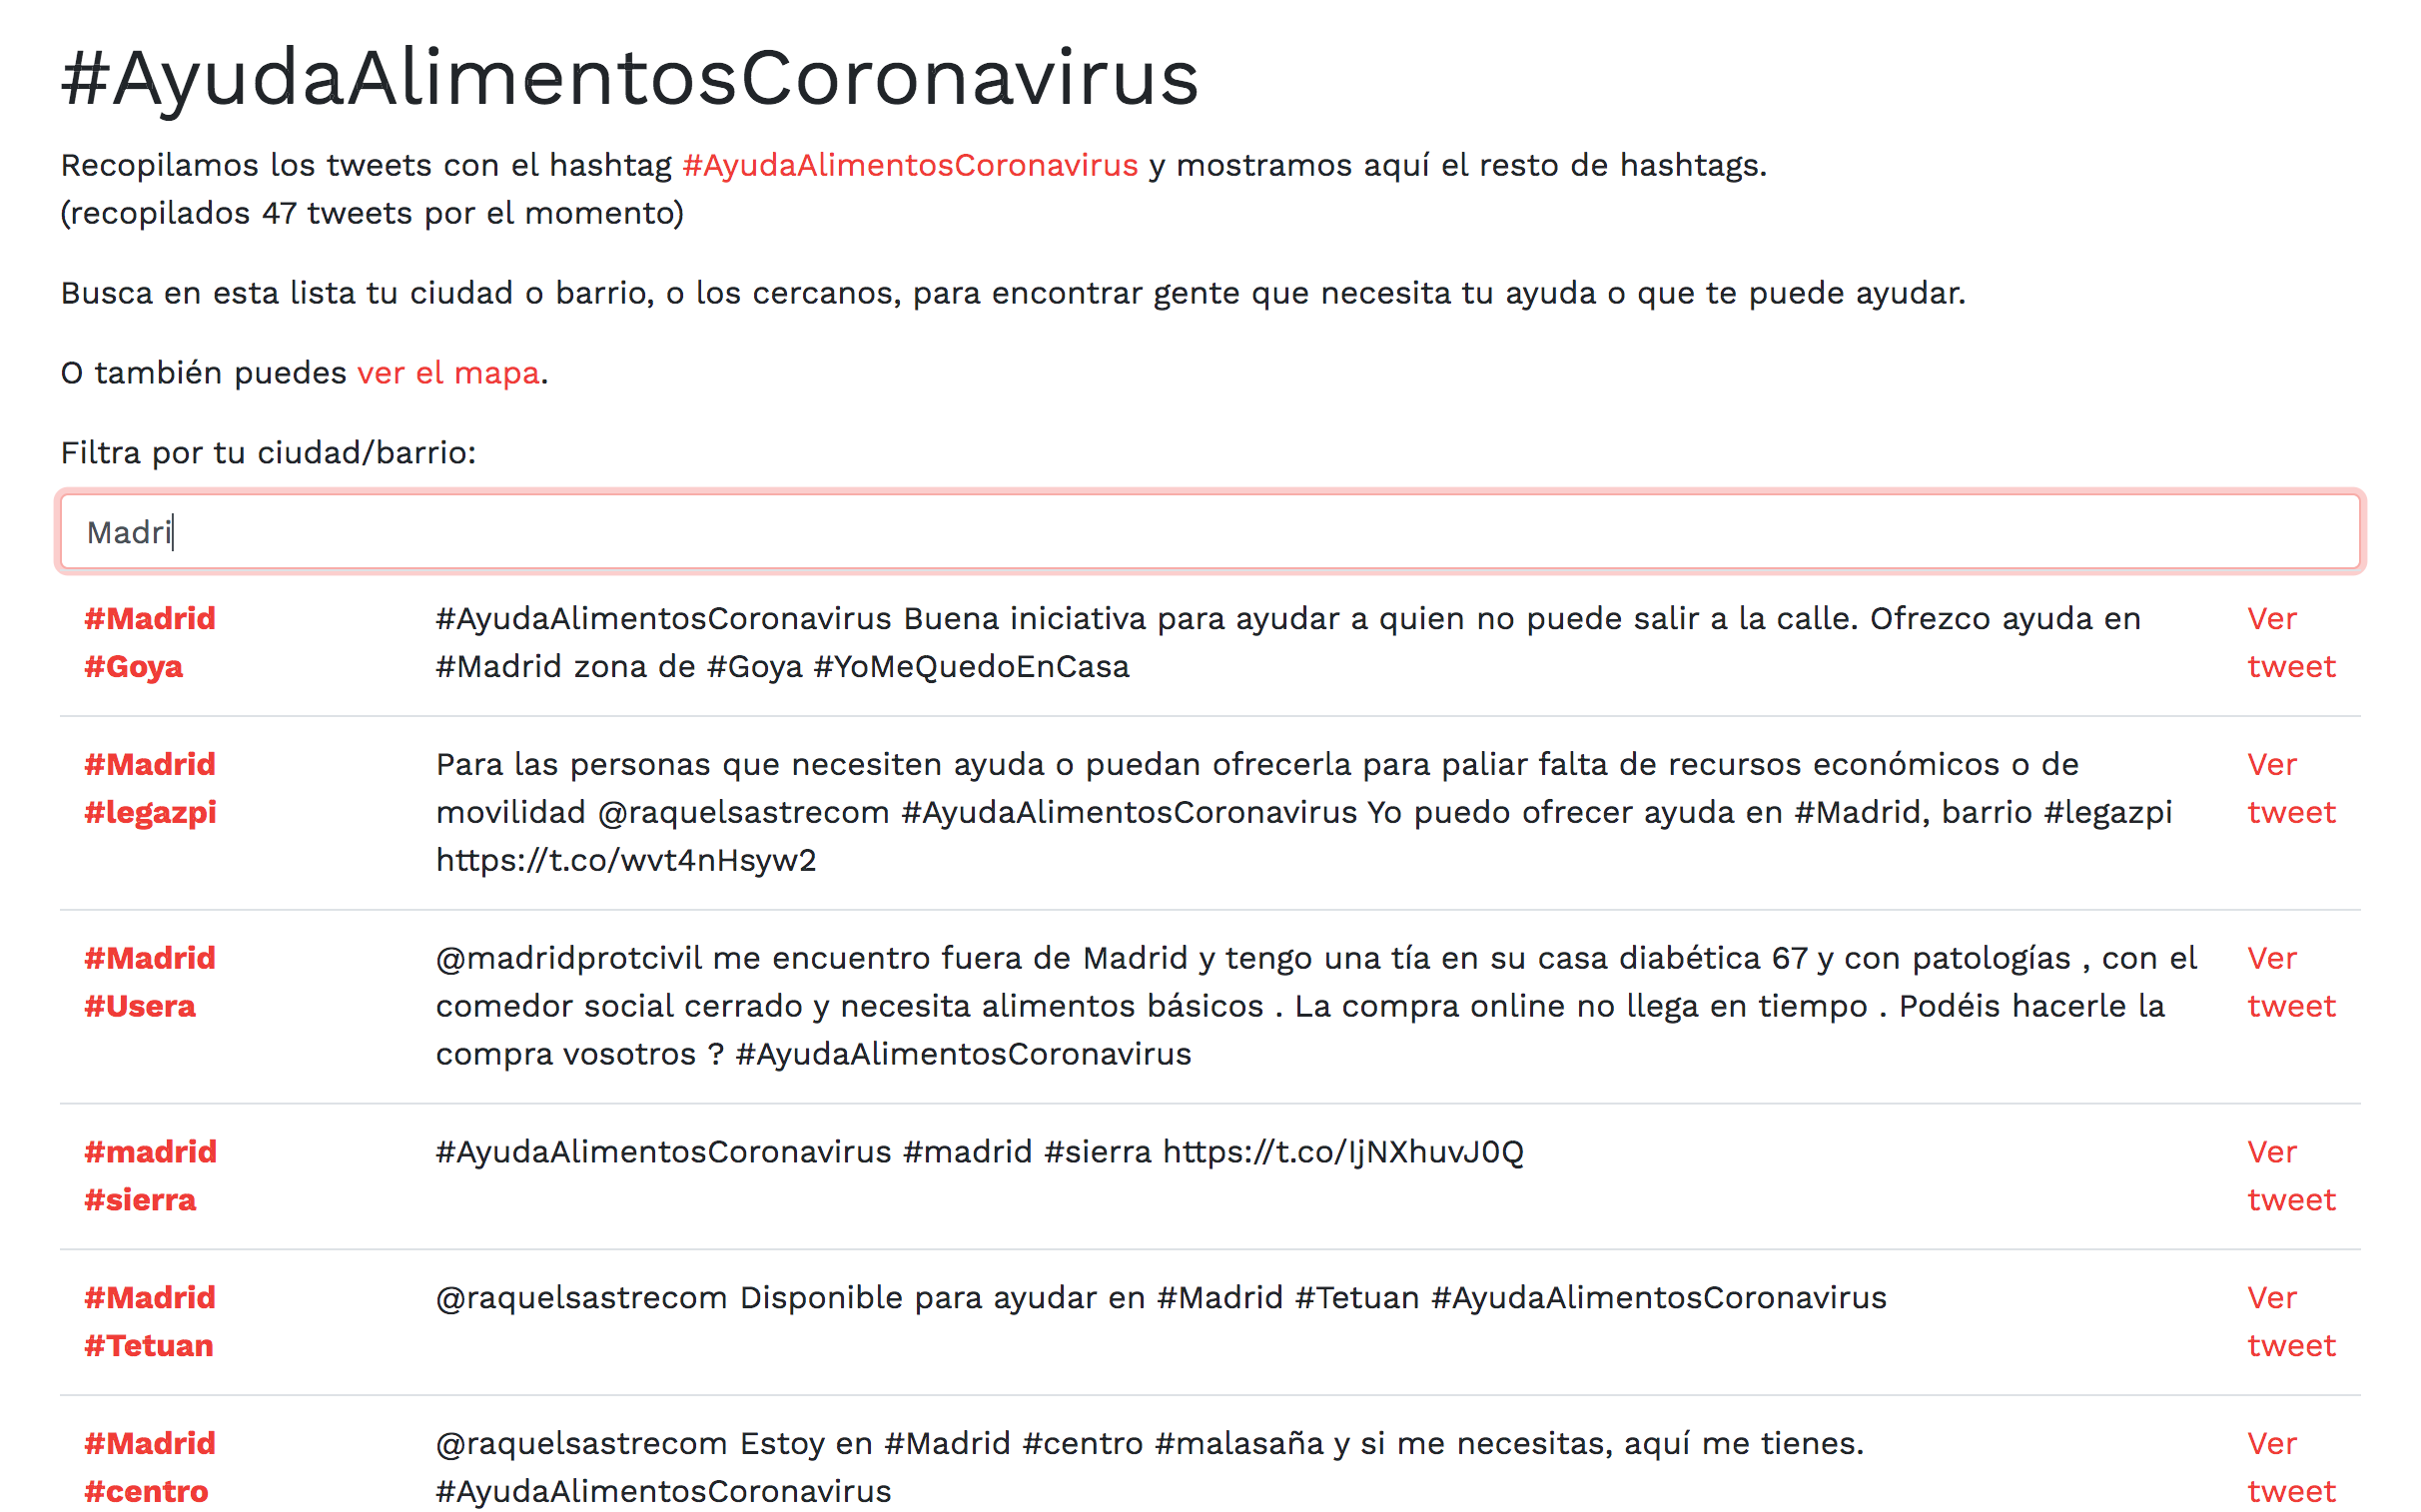 #AyudaAlimentosCoronavirus
Recopilamos los tweets con el hashtag #AyudaAlimentosCoronavirus y mostramos aquí el resto de hashtags.
(recopilados 47 tweets por el momento)
Busca en esta lista tu ciudad o barrio, o los cercanos, para encontrar gente que necesita tu ayuda o que te puede ayudar.
O también puedes ver el mapa.
Filtra por tu ciudad/barrio:
Madri
#Madrid
#Goya
#AyudaAlimentosCoronavirus Buena iniciativa para ayudar a quien no puede salir a la calle. Ofrezco ayuda en
#Madrid zona de #Goya #YoMeQuedoEnCasa
Ver
tweet
#Madrid
#legazpi
Para las personas que necesiten ayuda o puedan ofrecerla para paliar falta de recursos económicos o de
movilidad @raquelsastrecom #AyudaAlimentosCoronavirus Yo puedo ofrecer ayuda en #Madrid, barrio #legazpi
https://t.co/wvt4nHsyw2
Ver
tweet
#Madrid
#Usera
@madridprotcivil me encuentro fuera de Madrid y tengo una tía en su casa diabética 67 y con patologías , con el
comedor social cerrado y necesita alimentos básicos . La compra online no llega en tiempo . Podéis hacerle la
compra vosotros ? #AyudaAlimentosCoronavirus
Ver
tweet
#madrid
#sierra
#AyudaAlimentosCoronavirus #madrid #sierra https://t.co/IjNXhuvJ0Q
Ver
tweet
#Madrid
#Tetuan
@raquelsastrecom Disponible para ayudar en #Madrid #Tetuan #AyudaAlimentosCoronavirus
Ver
tweet
#Madrid
#centro
@raquelsastrecom Estoy en #Madrid #centro #malasaña y si me necesitas, aquí me tienes.
#AyudaAlimentosCoronavirus
Ver
tweet